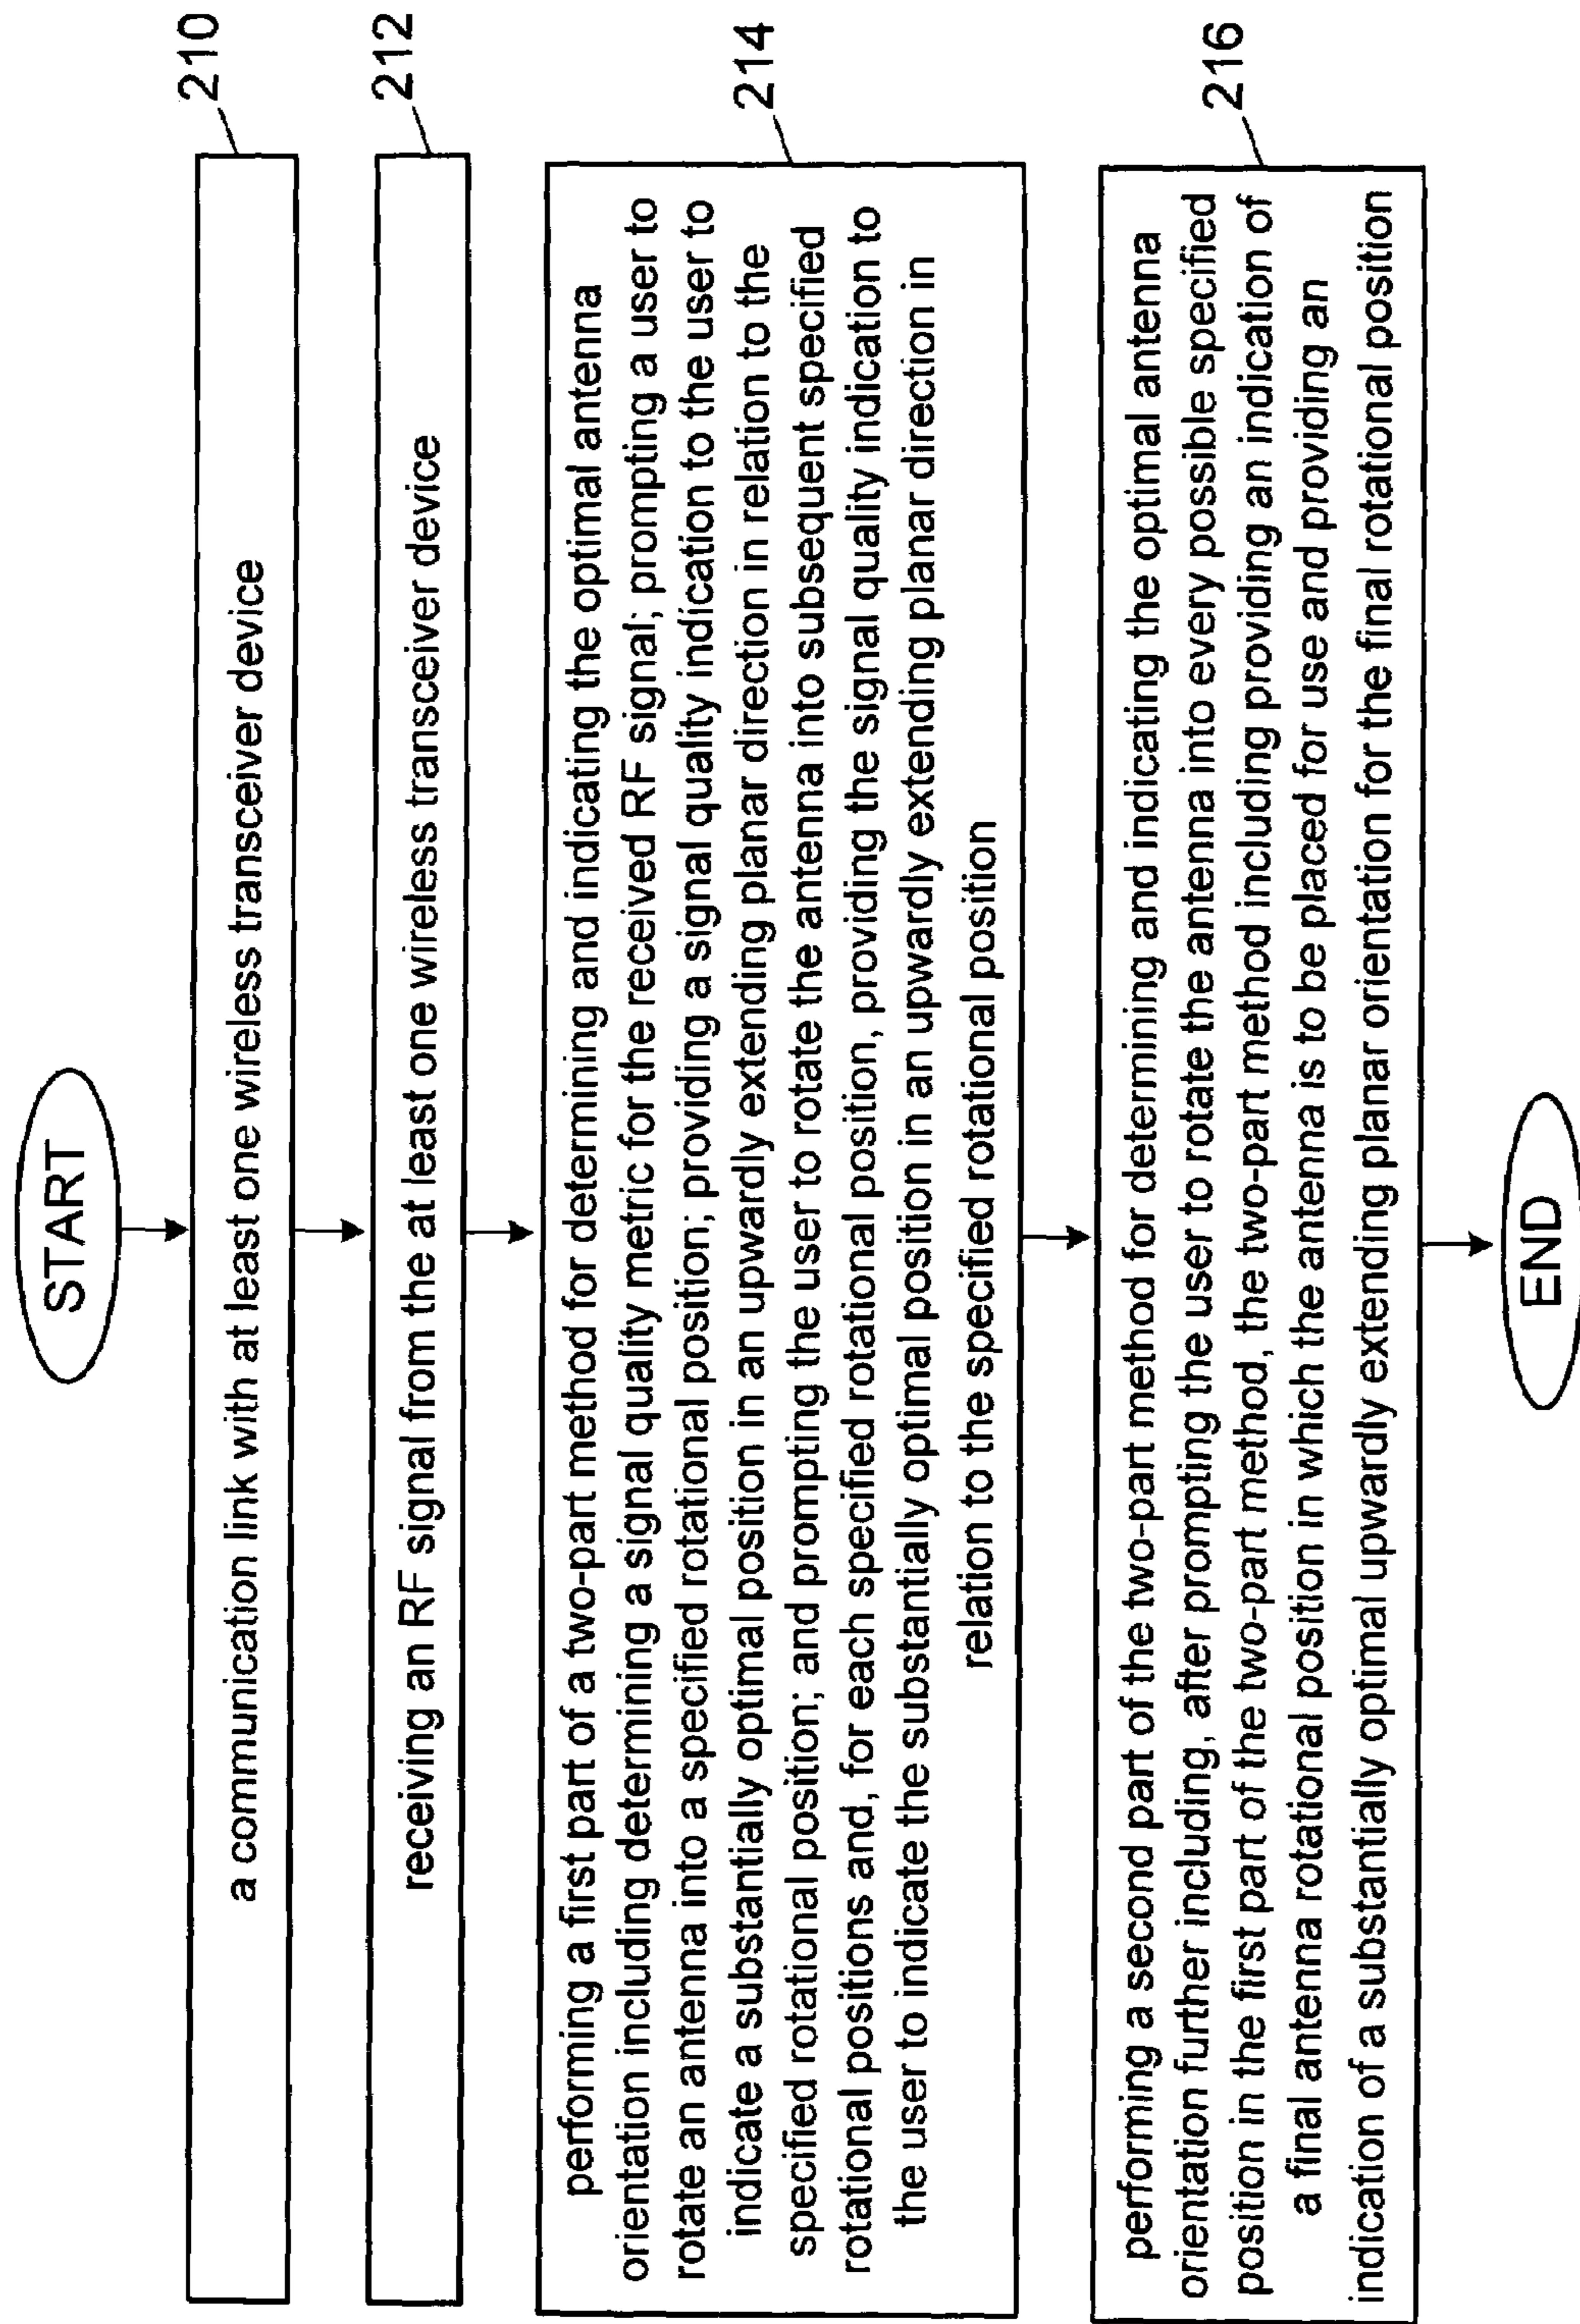 START
210
a communication link with at least one wireless transceiver device
212
receiving an RF signal from the at least one wireless transceiver device
214
performing a first part of a two-part method for determining and indicating the optimal antenna
orientation including determining a signal quality metric for the received RF signal; prompting a user to
rotate an antenna into a specified rotational position; providing a signal quality indication to the user to
indicate a substantially optimal position in an upwardly extending planar direction in relation to the
specified rotational position; and prompting the user to rotate the antenna into subsequent specified
rotational positions and, for each specified rotational position, providing the signal quality indication to
the user to indicate the substantially optimal position in an upwardly extending planar direction in
relation to the specified rotational position
216
performing a second part of the two-part method for determining and indicating the optimal antenna
orientation further including, after prompting the user to rotate the antenna into every possible specified
position in the first part of the two-part method, the two-part method including providing an indication of
a final antenna rotational position in which the antenna is to be placed for use and providing an
indication of a substantially optimal upwardly extending planar orientation for the final rotational position
END